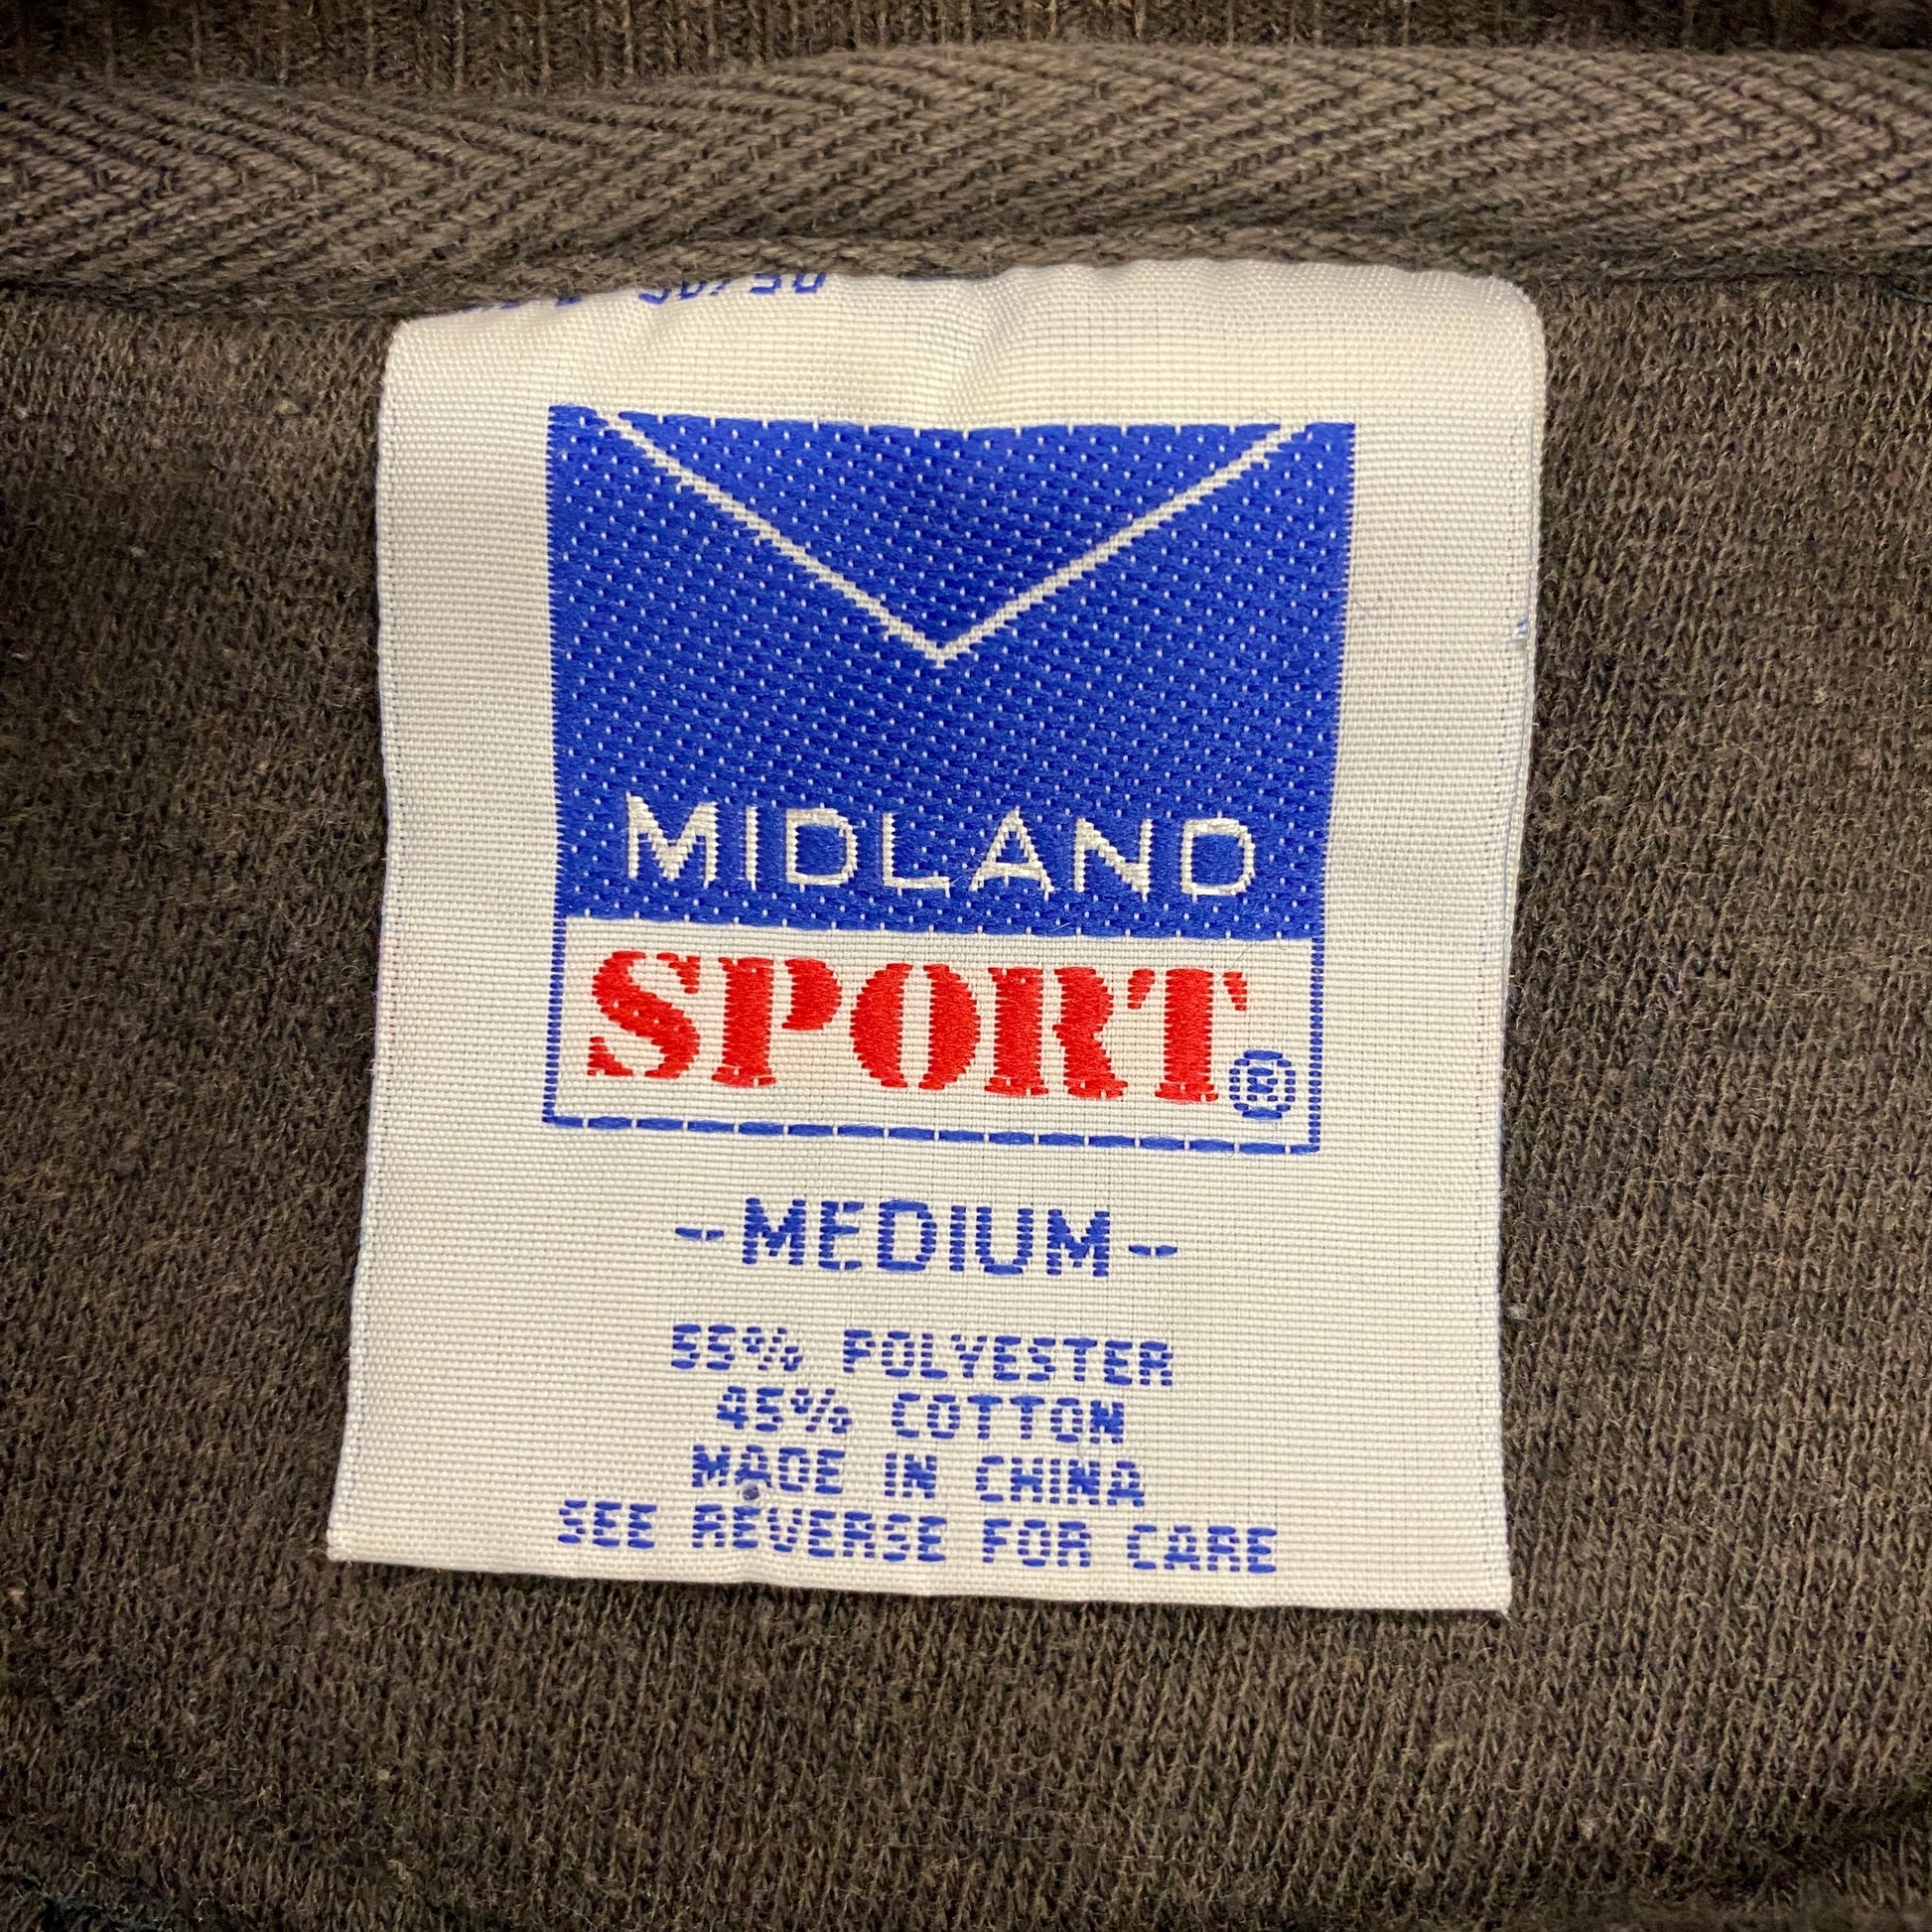 MIDLAND
SPORT®
-MEDIUM-
55% POLYESTER
45% COTTON
MADE IN CHINA
SEE REVERSE FOR CARE